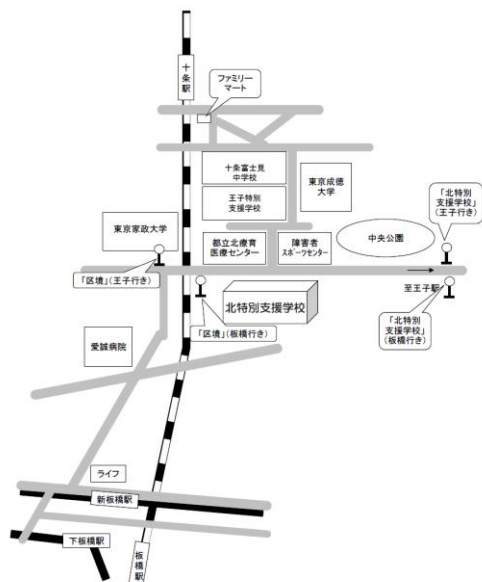 十条駅
ファミリー
マート
十条富士見
中学校
王子特別
支援学校
東京成徳
大学
東京家政大学
都立北療育
医療センター
障害者
スポーツセンター
中央公園
「北特別
支援学校」
(王子行き)
「区境」(王子行き)
至王子駅
北特別支援学校
「区境」(板橋行き)
「北特別
支援学校」
(板橋行き)
愛誠病院
ライフ
新板橋駅
下板橋駅
板橋駅